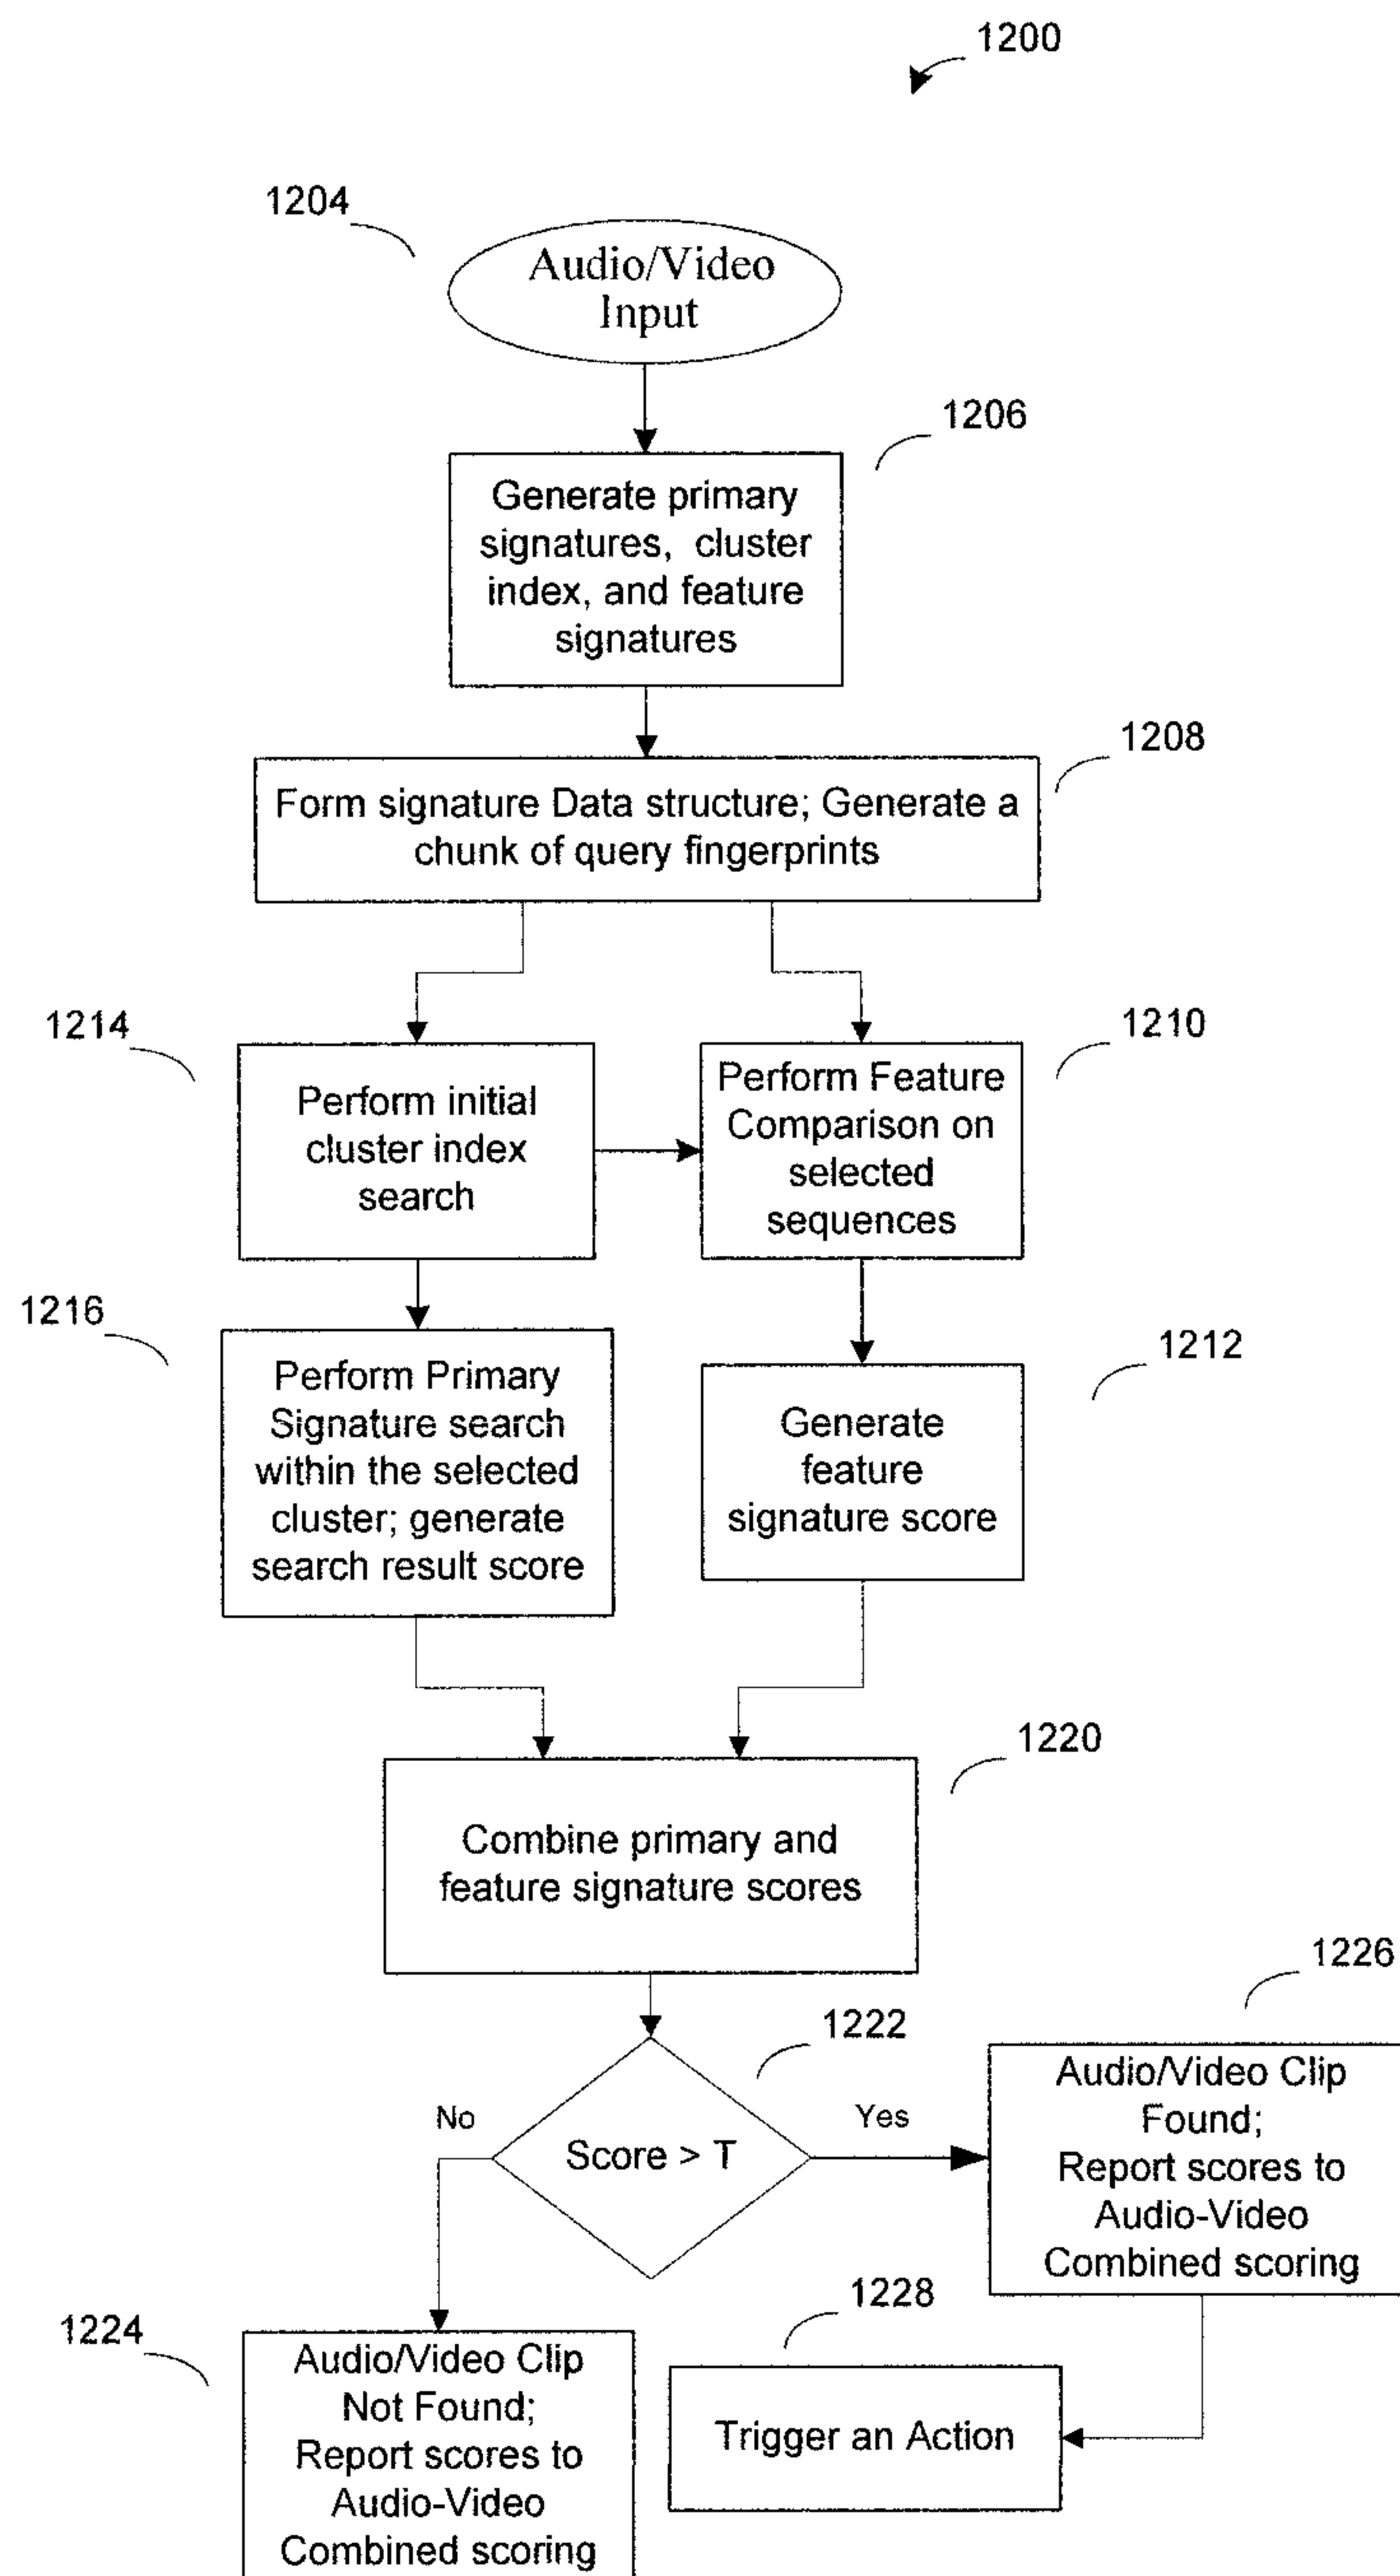 1200
1204
Audio/Video
Input
1206
Generate primary
signatures, cluster
index, and feature
signatures
1208
Form signature Data structure; Generate a
chunk of query fingerprints
1214
Perform initial
cluster index
search
1210
Perform Feature
Comparison on
selected
sequences
1216
Perform Primary
Signature search
within the selected
cluster; generate
search result score
1212
Generate
feature
signature score
1220
Combine primary and
feature signature scores
1222
No
Score > T
Yes
1226
Audio/Video Clip
Found;
Report scores to
Audio-Video
Combined scoring
1224
Audio/Video Clip
Not Found;
Report scores to
Audio-Video
Combined scoring
1228
Trigger an Action